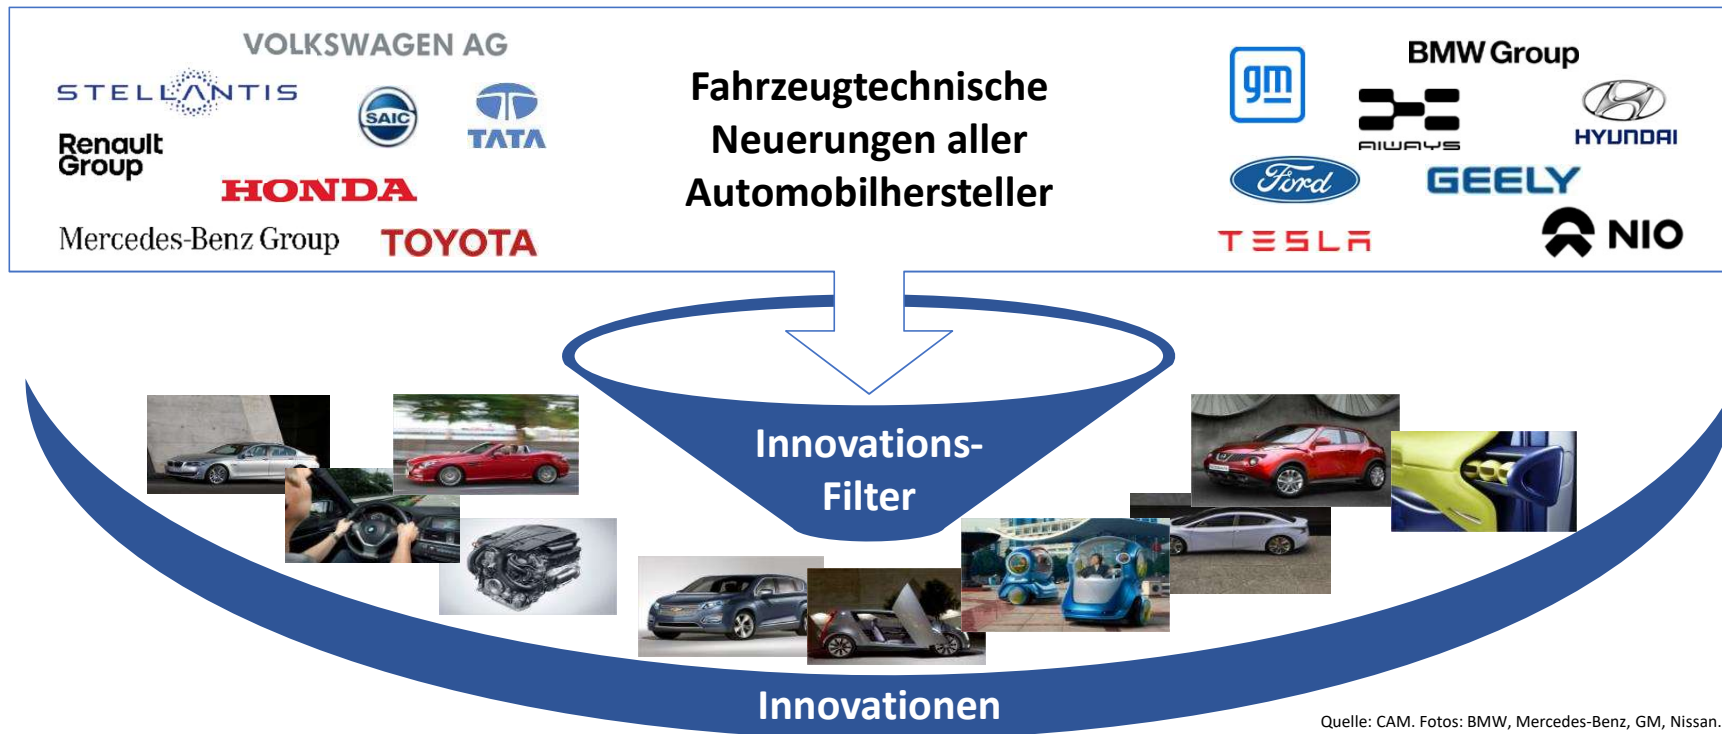 VOLKSWAGEN AG
STELLANTIS
SAIC
TATA
Renault
Group
HONDA
Mercedes-Benz Group
TOYOTA
Fahrzeugtechnische
Neuerungen aller
Automobilhersteller
gm
BMW Group
AIWAYS
HYUNDAI
Ford
GEELY
TESLA
NIO
Innovations-
Filter
Innovationen
Quelle: CAM. Fotos: BMW, Mercedes-Benz, GM, Nissan.